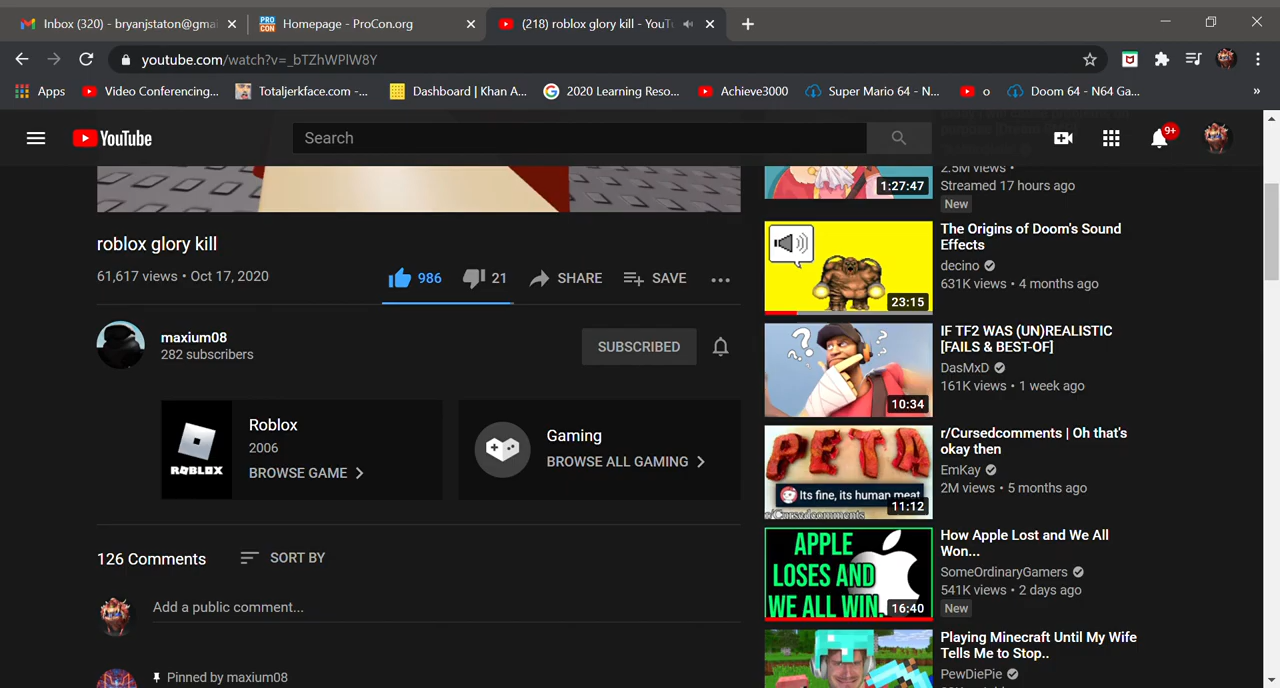 Inbox (320) - bryanjstaton@gmai
Homepage - ProCon.org
(218) roblox glory kill - YouTu
youtube.com/watch?v=_bTZhWPlW8Y
Apps
Video Conferencing...
Totaljerkface.com -...
Dashboard | Khan A...
2020 Learning Reso...
Achieve3000
Super Mario 64 - N...
o
Doom 64 - N64 Ga...
»
YouTube
Search
9+
roblox glory kill
61,617 views • Oct 17, 2020
986
21
SHARE
SAVE
maxium08
282 subscribers
SUBSCRIBED
ROBLOX
Roblox
2006
BROWSE GAME
Gaming
BROWSE ALL GAMING
126 Comments
SORT BY
Add a public comment...
Pinned by maxium08
1:27:47
2.5M views •
Streamed 17 hours ago
New
23:15
The Origins of Doom's Sound
Effects
decino
631K views • 4 months ago
10:34
IF TF2 WAS (UN)REALISTIC
[FAILS & BEST-OF]
DasMxD
161K views • 1 week ago
PETA
Its fine, its human meat
r/Cursedcomments
11:12
r/Cursedcomments | Oh that's
okay then
EmKay
2M views • 5 months ago
APPLE
LOSES AND
WE ALL WIN.
16:40
How Apple Lost and We All
Won...
SomeOrdinaryGamers
541K views • 2 days ago
New
Playing Minecraft Until My Wife
Tells Me to Stop..
PewDiePie